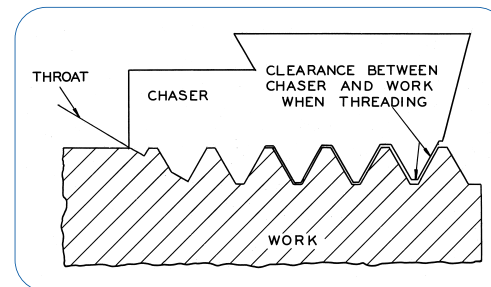 THROAT
CHASER
CLEARANCE BETWEEN
CHASER AND WORK
WHEN THREADING
WORK